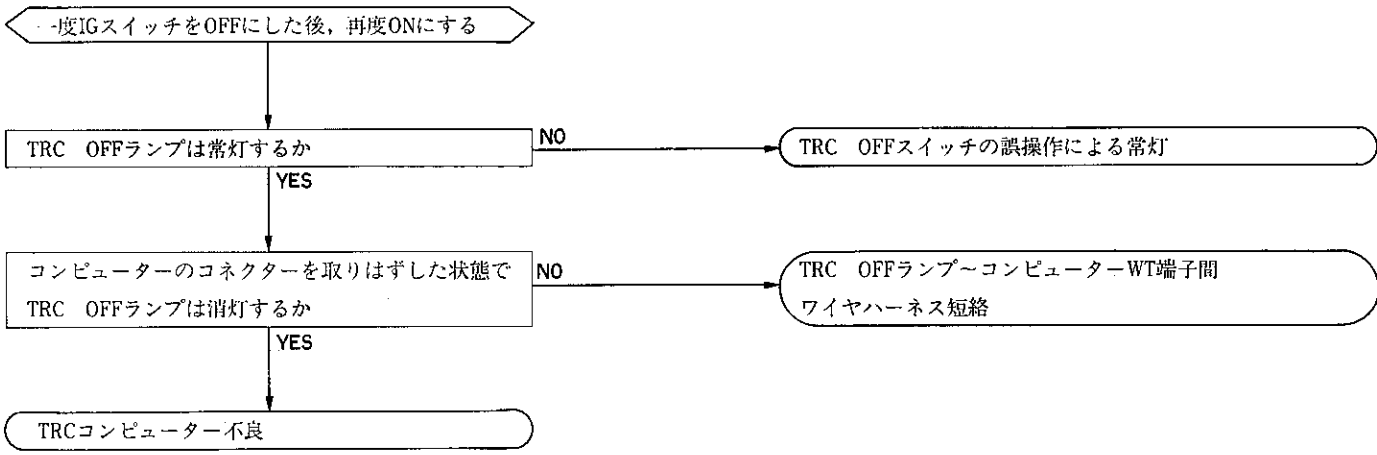 一度IGスイッチをOFFにした後，再度ONにする
TRC OFFランプは常灯するか
NO
TRC OFFスイッチの誤操作による常灯
YES
コンピューターのコネクターを取りはずした状態で
TRC OFFランプは消灯するか
NO
TRC OFFランプ～コンピューターWT端子間
ワイヤハーネス短絡
YES
TRCコンピューター不良